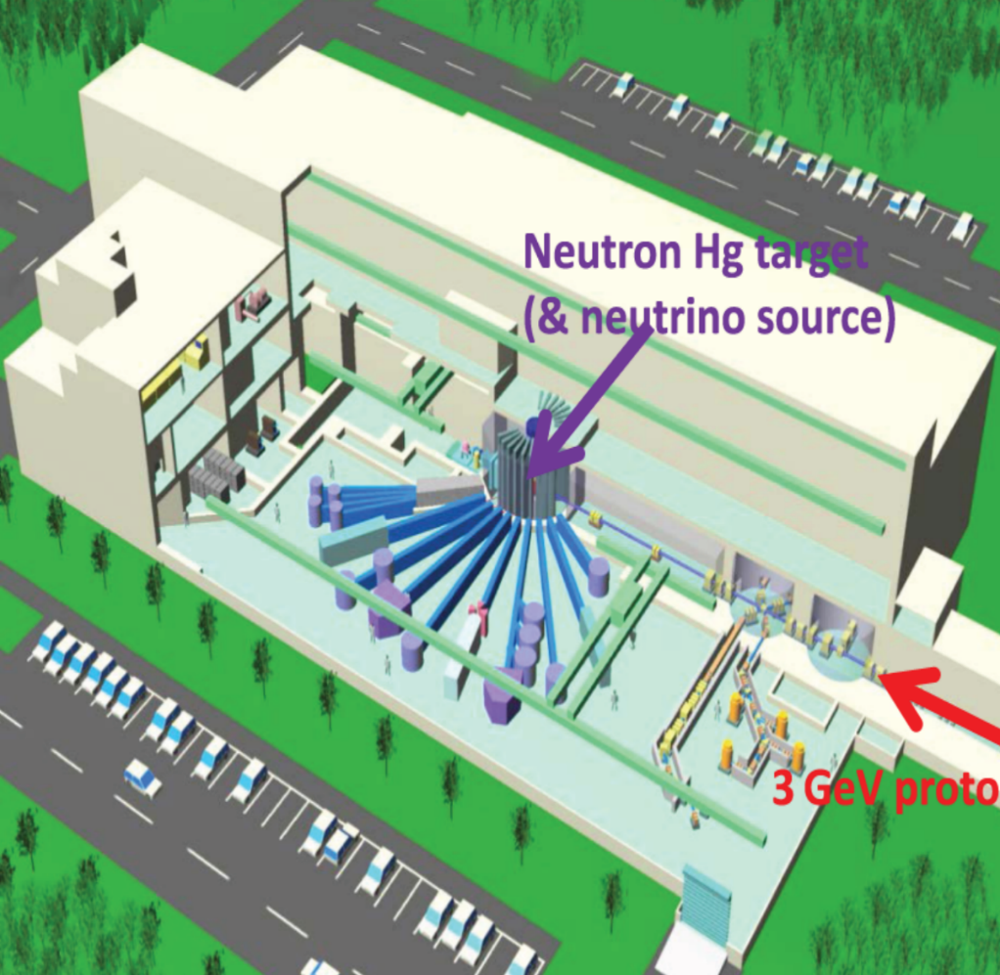 Neutron Hg target
(& neutrino source)
3 GeV proto